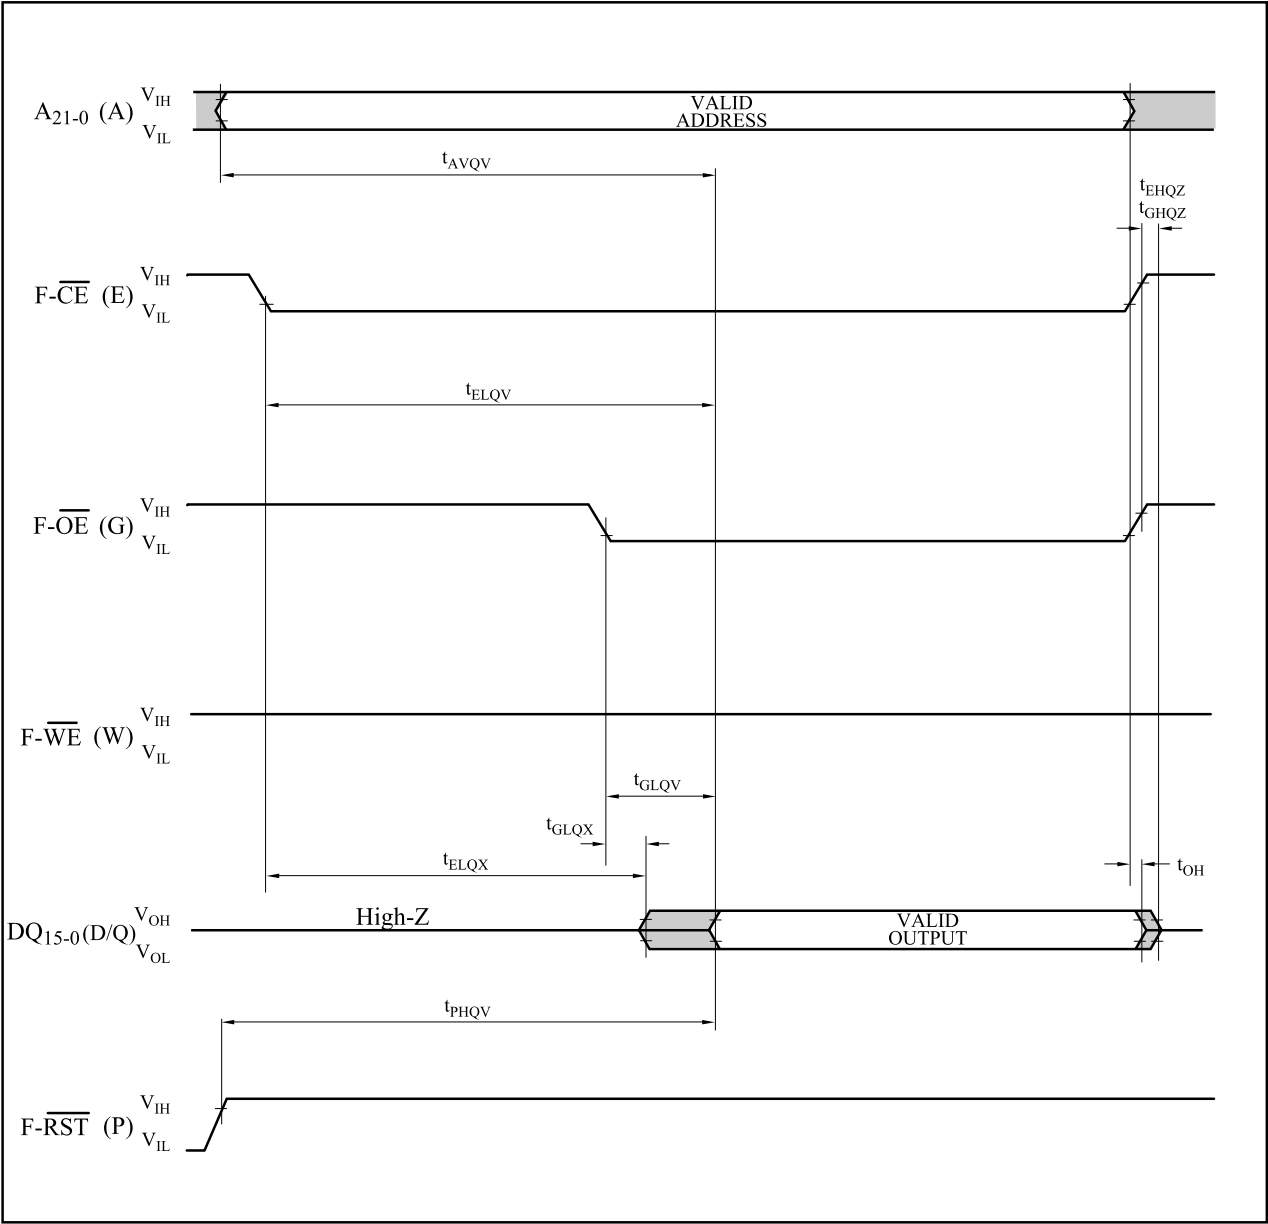 A21-0 (A) VIH
VIL
VALID
ADDRESS
tAVQV
tEHQZ
tGHQZ
F-CE (E) VIH
VIL
tELQV
F-OE (G) VIH
VIL
F-WE (W) VIH
VIL
tGLQV
tGLQX
tELQX
tOH
DQ15-0 (D/Q) VOH
VOL
High-Z
VALID
OUTPUT
tPHQV
F-RST (P) VIH
VIL